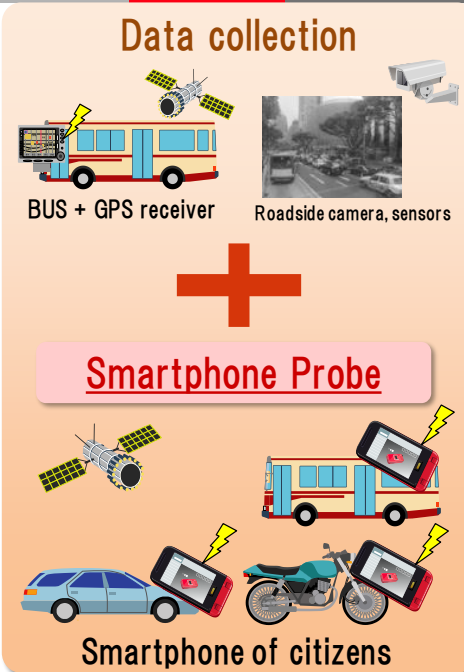 Data collection
BUS + GPS receiver
Roadside camera, sensors
Smartphone Probe
Smartphone of citizens